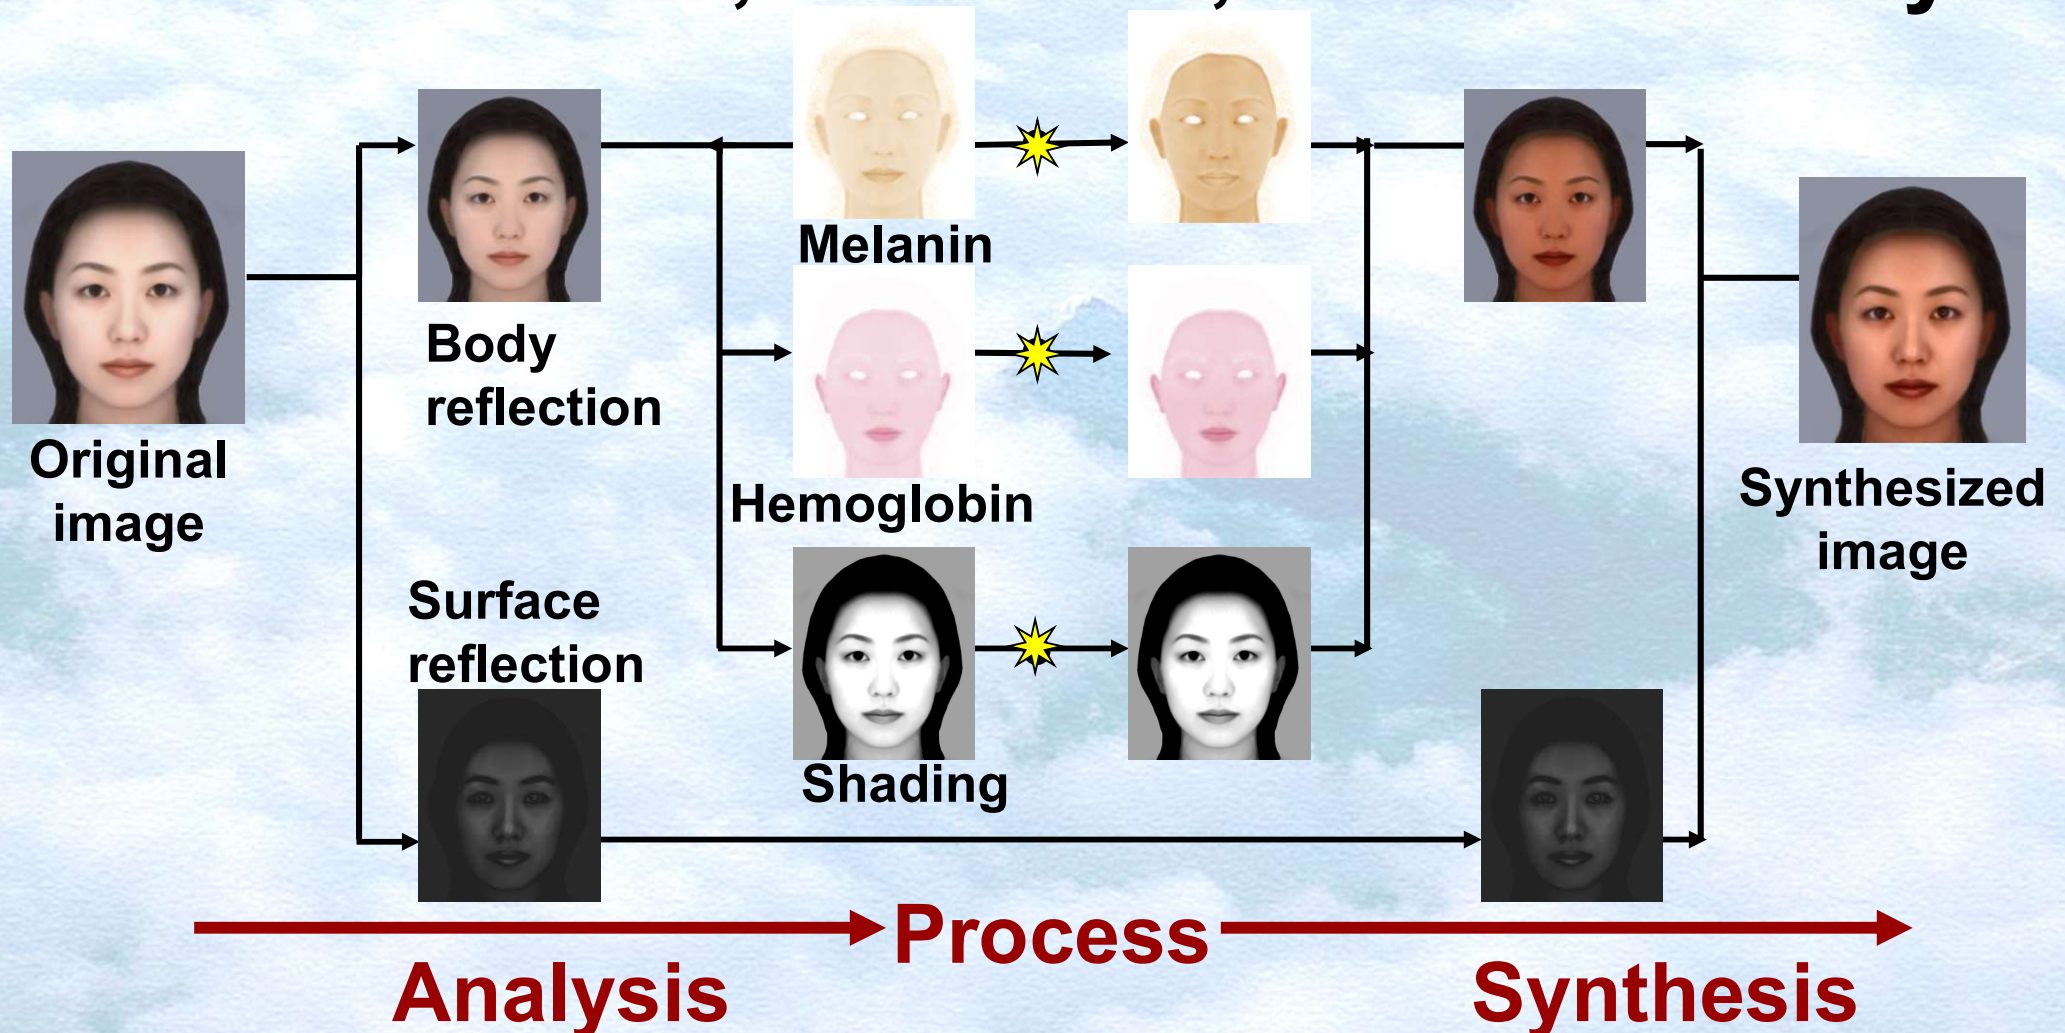 Melanin
Body
reflection
Original
image
Hemoglobin
Synthesized
image
Surface
reflection
Shading
Process
Analysis
Synthesis